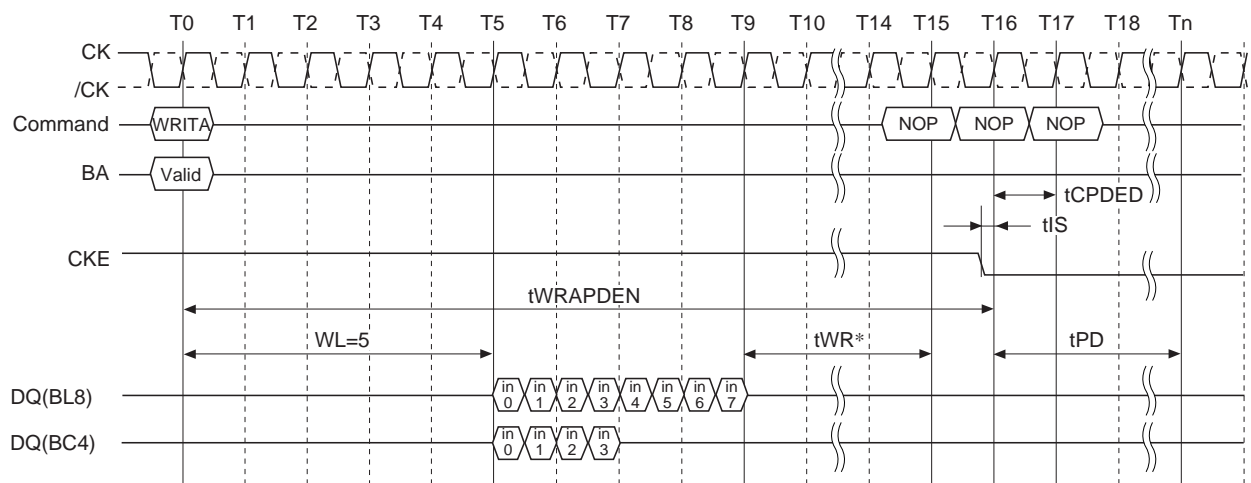 T0 T1 T2 T3 T4 T5 T6 T7 T8 T9 T10 T14 T15 T16 T17 T18 Tn
CK
/CK
Command WRITA NOP NOP NOP
BA Valid
tCPDED
tIS
CKE
tWRAPDEN
WL=5 tWR* tPD
DQ(BL8) in 0 in 1 in 2 in 3 in 4 in 5 in 6 in 7
DQ(BC4) in 0 in 1 in 2 in 3